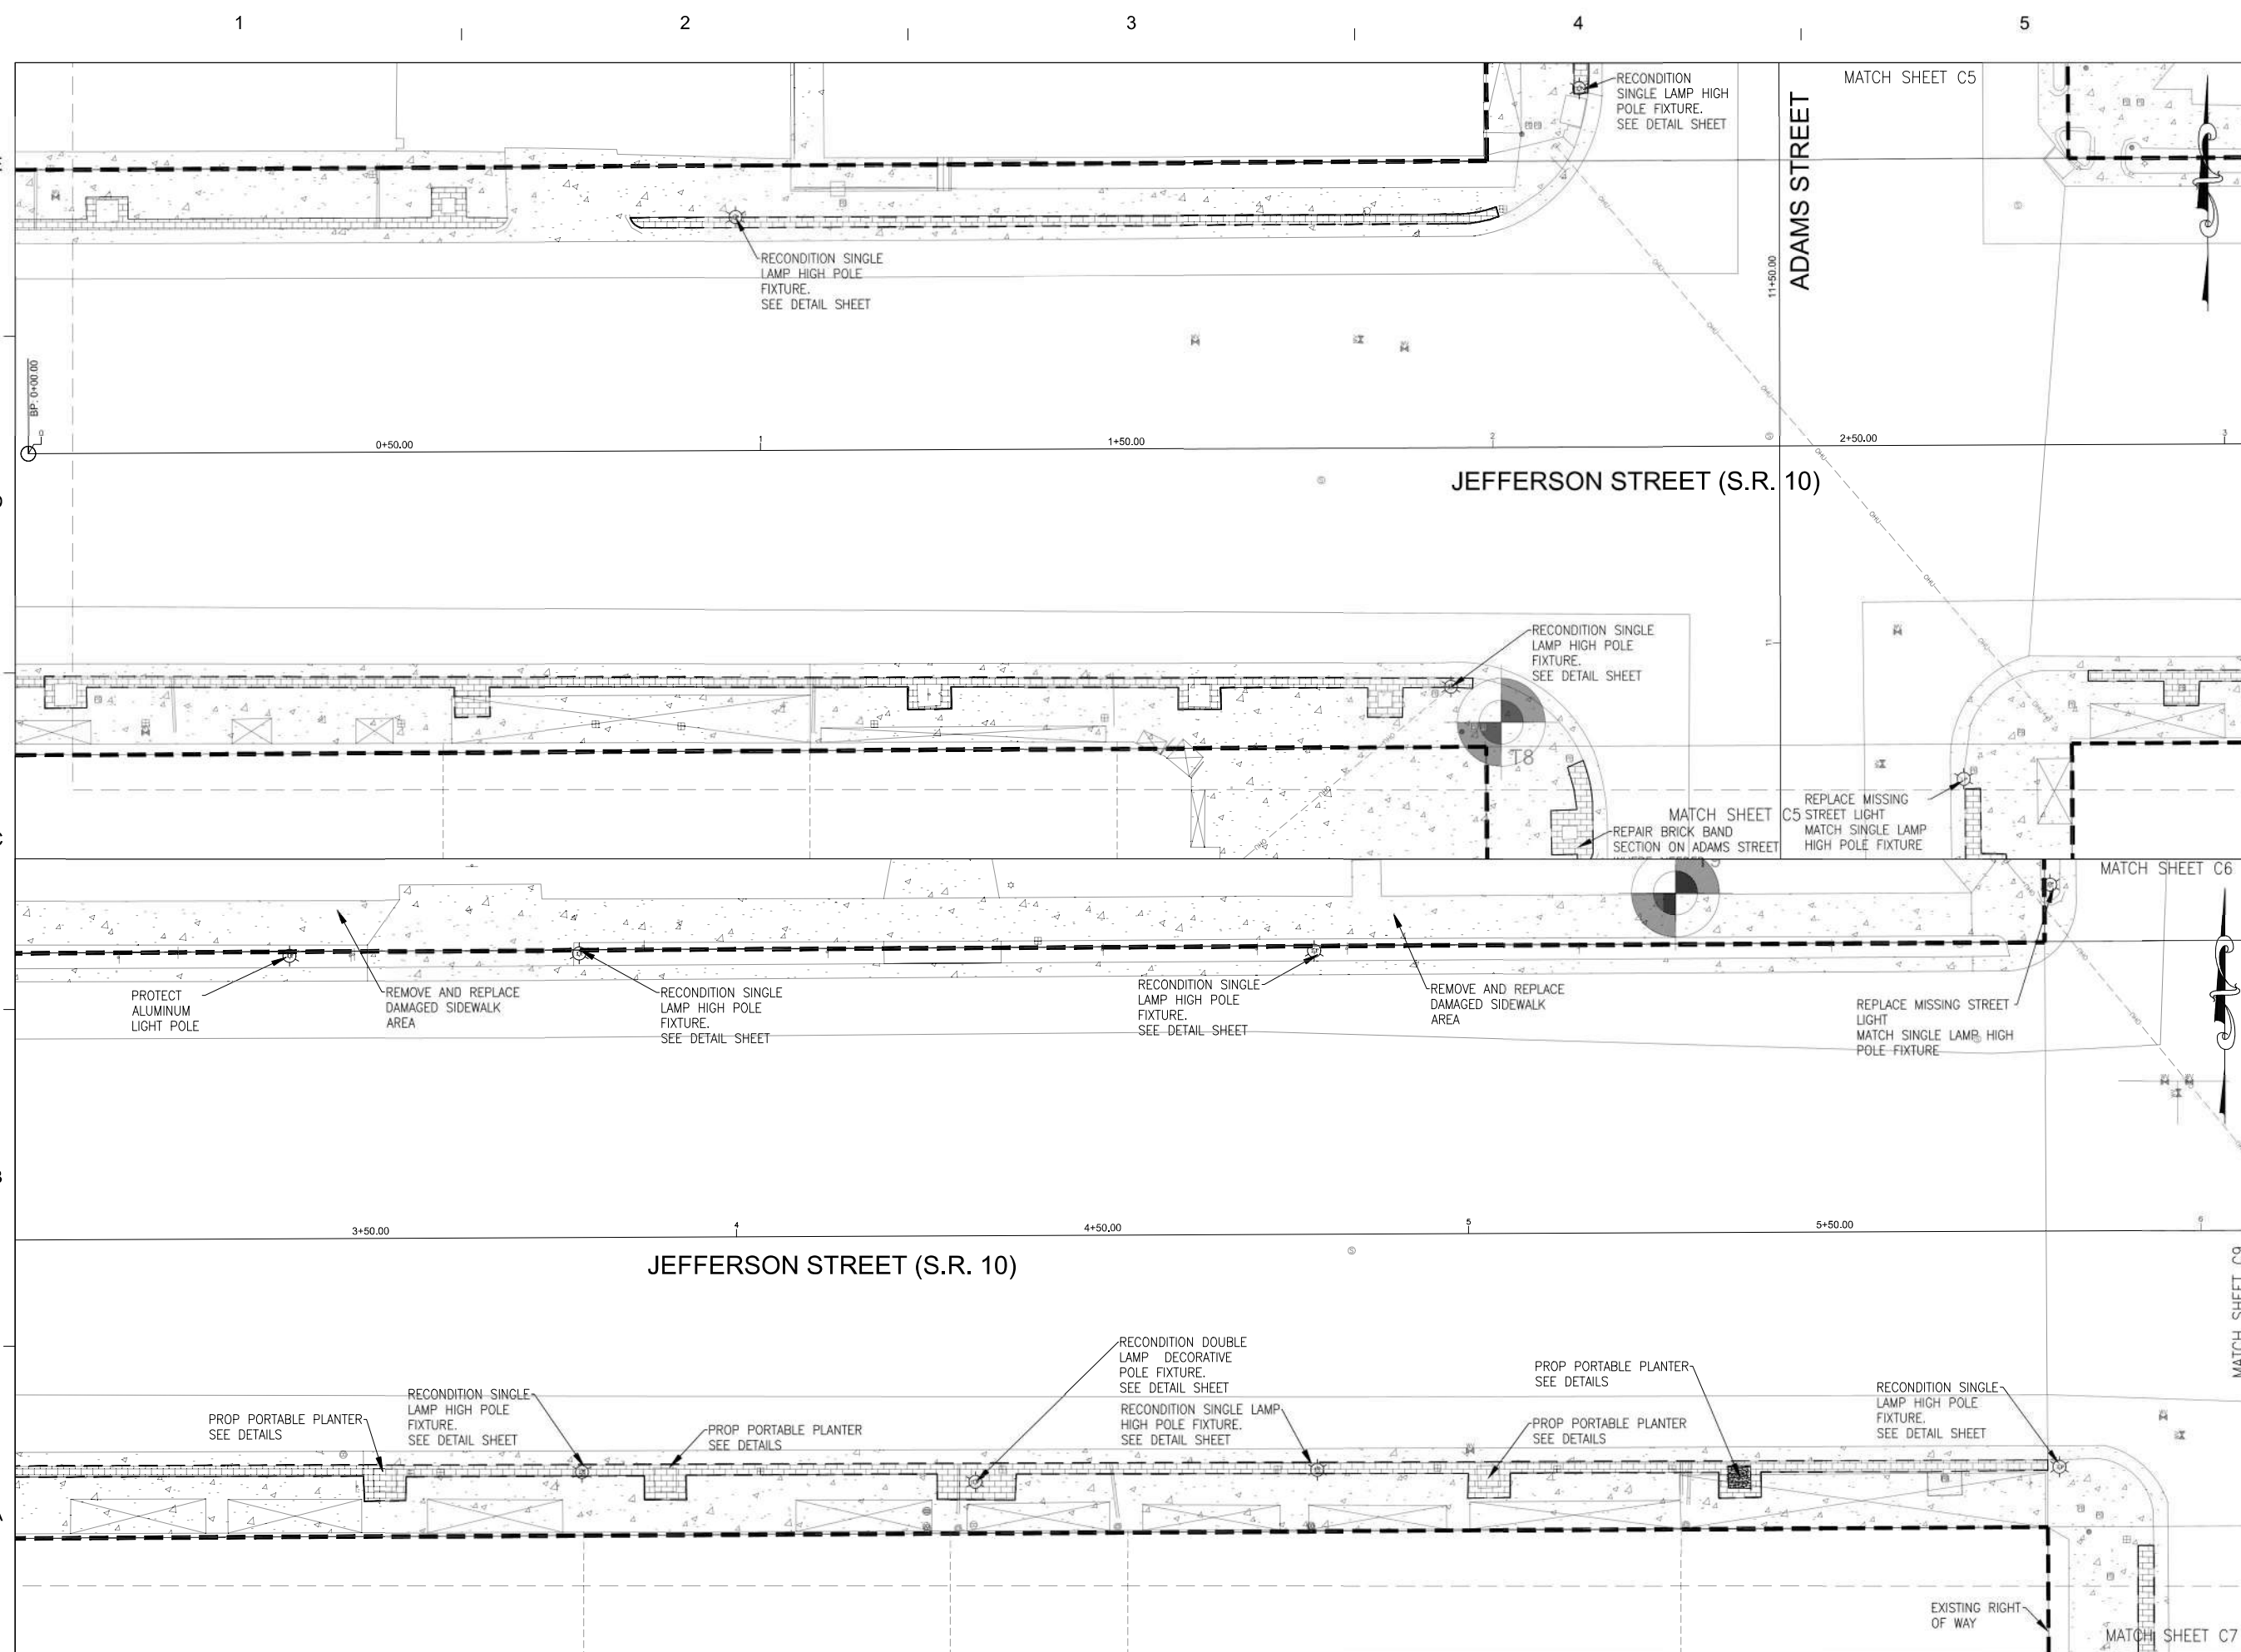 1
2
3
4
5
RECONDITION
SINGLE LAMP HIGH
POLE FIXTURE.
SEE DETAIL SHEET
MATCH SHEET C5
ADAMS STREET
11+50.00
RECONDITION SINGLE
LAMP HIGH POLE
FIXTURE.
SEE DETAIL SHEET
BP: 0+00.00
0
0+50.00
1
1+50.00
2
2+50.00
3
JEFFERSON STREET (S.R. 10)
11
OHU
OHU
OHU
OHU
OHU
OHU
OHU
RECONDITION SINGLE
LAMP HIGH POLE
FIXTURE.
SEE DETAIL SHEET
T8
MATCH SHEET C5
REPAIR BRICK BAND
SECTION ON ADAMS STREET
REPLACE MISSING
STREET LIGHT
MATCH SINGLE LAMP
HIGH POLE FIXTURE
MATCH SHEET C6
PROTECT
ALUMINUM
LIGHT POLE
REMOVE AND REPLACE
DAMAGED SIDEWALK
AREA
RECONDITION SINGLE
LAMP HIGH POLE
FIXTURE.
SEE DETAIL SHEET
RECONDITION SINGLE
LAMP HIGH POLE
FIXTURE.
SEE DETAIL SHEET
REMOVE AND REPLACE
DAMAGED SIDEWALK
AREA
REPLACE MISSING STREET
LIGHT
MATCH SINGLE LAMP HIGH
POLE FIXTURE
3+50.00
4
4+50.00
5
5+50.00
6
JEFFERSON STREET (S.R. 10)
PROP PORTABLE PLANTER
SEE DETAILS
RECONDITION SINGLE
LAMP HIGH POLE
FIXTURE.
SEE DETAIL SHEET
PROP PORTABLE PLANTER
SEE DETAILS
RECONDITION DOUBLE
LAMP DECORATIVE
POLE FIXTURE.
SEE DETAIL SHEET
RECONDITION SINGLE LAMP
HIGH POLE FIXTURE.
SEE DETAIL SHEET
PROP PORTABLE PLANTER
SEE DETAILS
PROP PORTABLE PLANTER
SEE DETAILS
RECONDITION SINGLE
LAMP HIGH POLE
FIXTURE.
SEE DETAIL SHEET
EXISTING RIGHT
OF WAY
MATCH SHEET C7